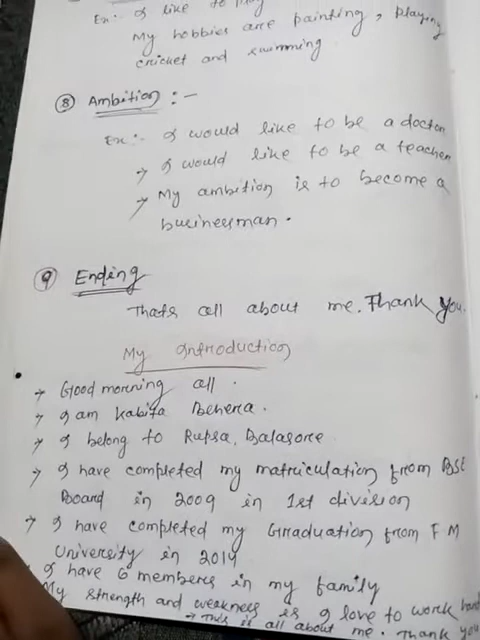 Ex:- I like to play
My hobbies are painting, playing
cricket and swimming
⑧ Ambition :-
Ex:- I would like to be a doctor
→ I would like to be a teacher
→ My ambition is to become a
businessman.
⑨ Ending
Thats all about me. Thank you.
My Introduction
→ Good morning all.
→ I am Kabita Behera.
→ I belong to Rupsa, Balasore
→ I have completed my matriculation from BSE
Board in 2009 in 1st division
→ I have completed my Graduation from F M
University in 2014
I have 6 members in my family
My strength and weakness is I love to work hard
→ This is all about me. Thank you